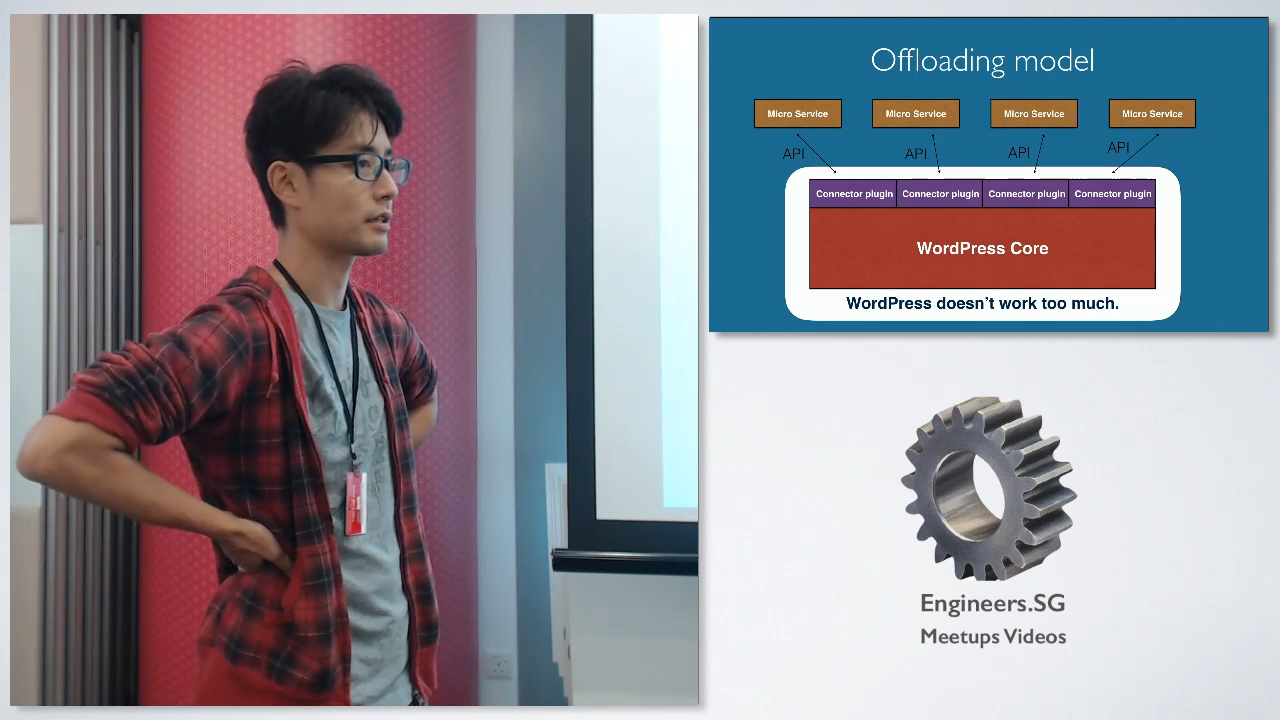 Offloading model
Micro Service Micro Service Micro Service Micro Service
API API API API
Connector plugin Connector plugin Connector plugin Connector plugin
WordPress Core
WordPress doesn't work too much.
Engineers.SG
Meetups Videos